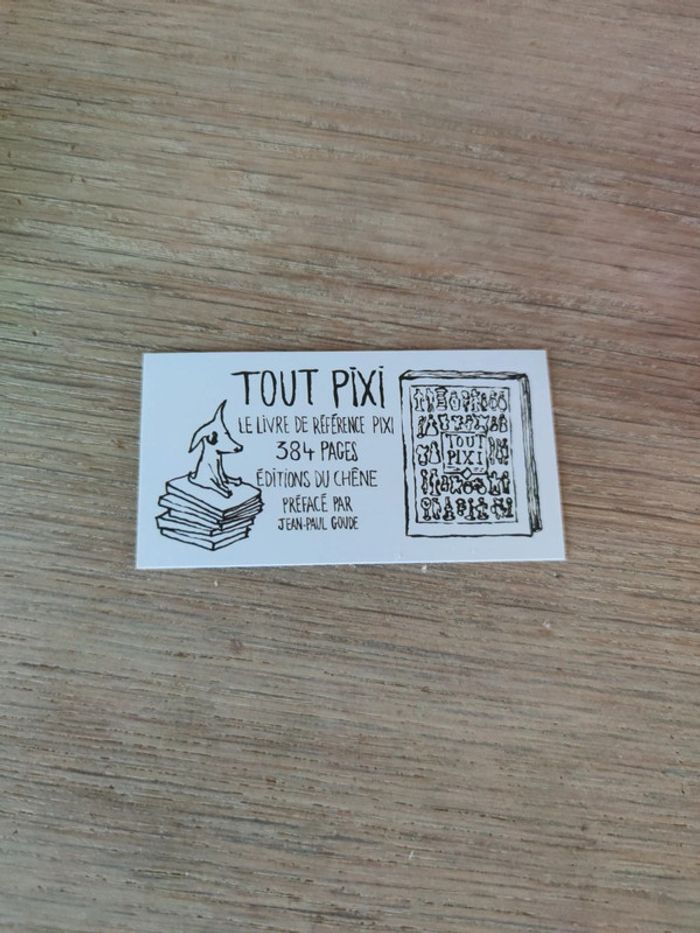 TOUT PiXi
LE LIVRE DE RÉFÉRENCE PIXI
384 PAGES
ÉDITIONS DU CHÊNE
PRÉFACÉ PAR
JEAN-PAUL GOUDE
TOUT
PIXI